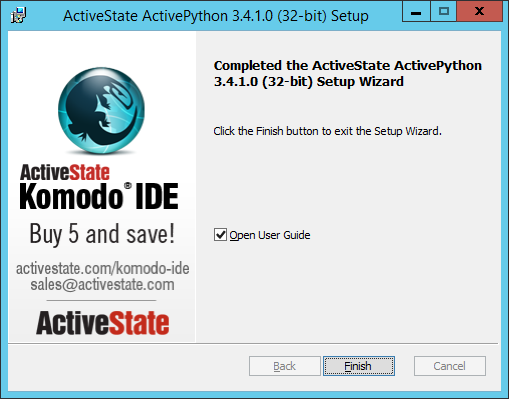 ActiveState ActivePython 3.4.1.0 (32-bit) Setup
Completed the ActiveState ActivePython
3.4.1.0 (32-bit) Setup Wizard
Click the Finish button to exit the Setup Wizard.
ActiveState
Komodo® IDE
Buy 5 and save!
activestate.com/komodo-ide
sales@activestate.com
ActiveState
Open User Guide
Back
Finish
Cancel